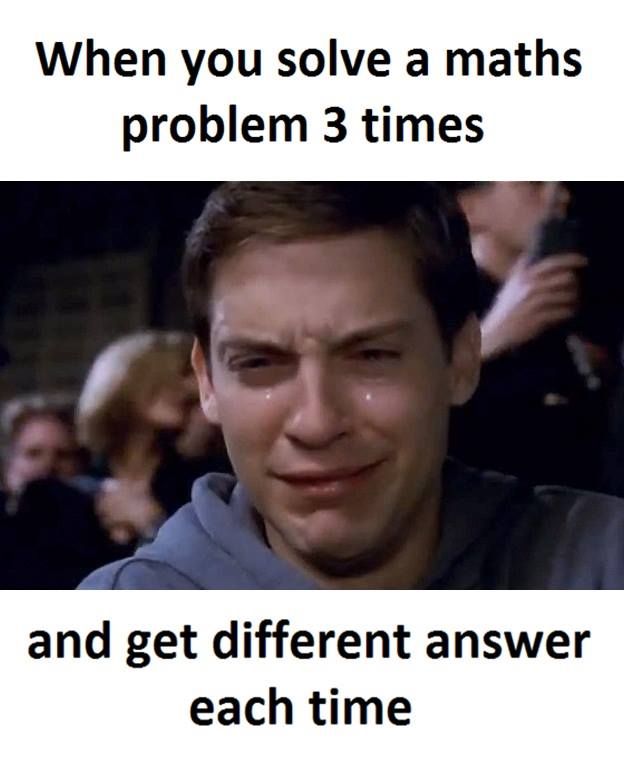 When you solve a maths
problem 3 times
and get different answer
each time